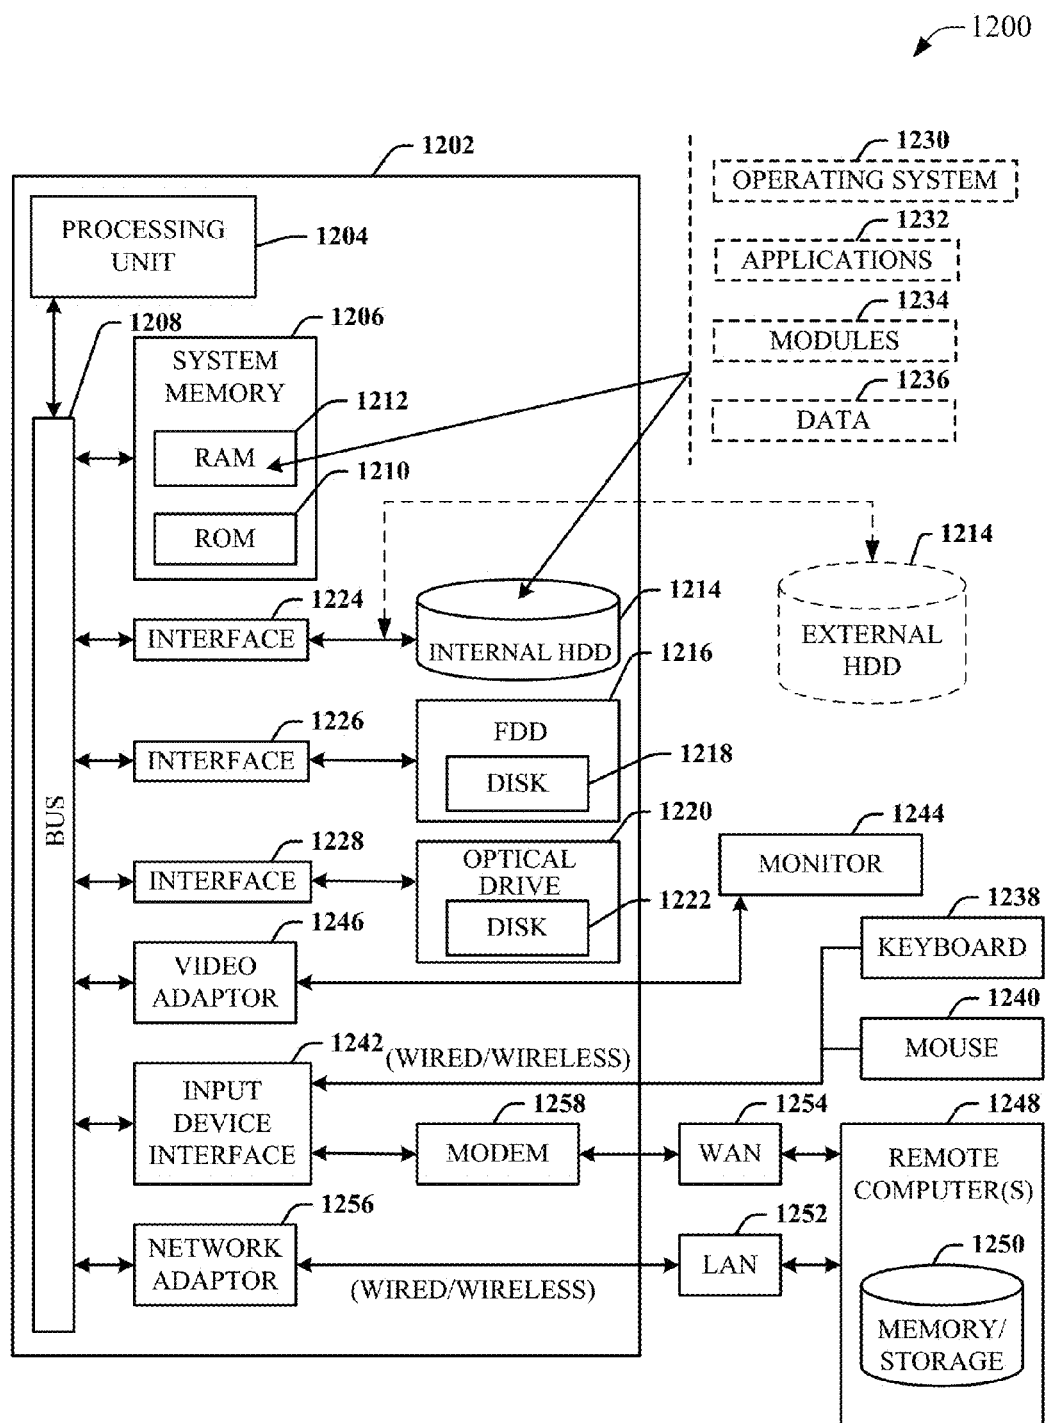 1200
1202
1230
OPERATING SYSTEM
PROCESSING
UNIT
1204
1232
APPLICATIONS
1208
1206
1234
MODULES
SYSTEM
MEMORY
1212
RAM
1236
DATA
1210
ROM
1224
INTERFACE
1214
INTERNAL HDD
1214
EXTERNAL
HDD
1226
INTERFACE
1216
FDD
1218
DISK
BUS
1228
INTERFACE
1220
OPTICAL
DRIVE
1222
DISK
1244
MONITOR
1246
VIDEO
ADAPTOR
1238
KEYBOARD
1240
MOUSE
1242
(WIRED/WIRELESS)
INPUT
DEVICE
INTERFACE
1258
MODEM
1254
WAN
1248
REMOTE
COMPUTER(S)
1256
NETWORK
ADAPTOR
(WIRED/WIRELESS)
1252
LAN
1250
MEMORY/
STORAGE